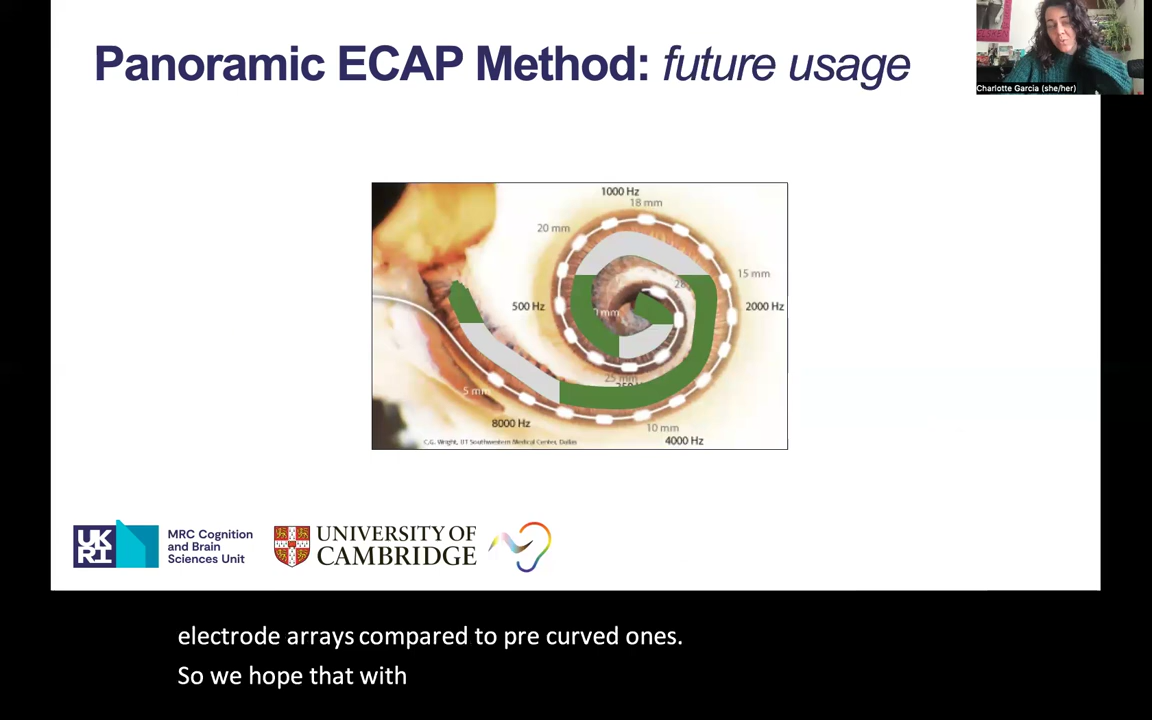 Panoramic ECAP Method: future usage
Charlotte Garcia (she/her)
1000 Hz
18 mm
20 mm
15 mm
500 Hz
2000 Hz
5 mm
25 mm
8000 Hz
10 mm
4000 Hz
C.G. Wright, UT Southwestern Medical Center, Dallas
UKRI
MRC Cognition
and Brain
Sciences Unit
UNIVERSITY OF
CAMBRIDGE
electrode arrays compared to pre curved ones.
So we hope that with